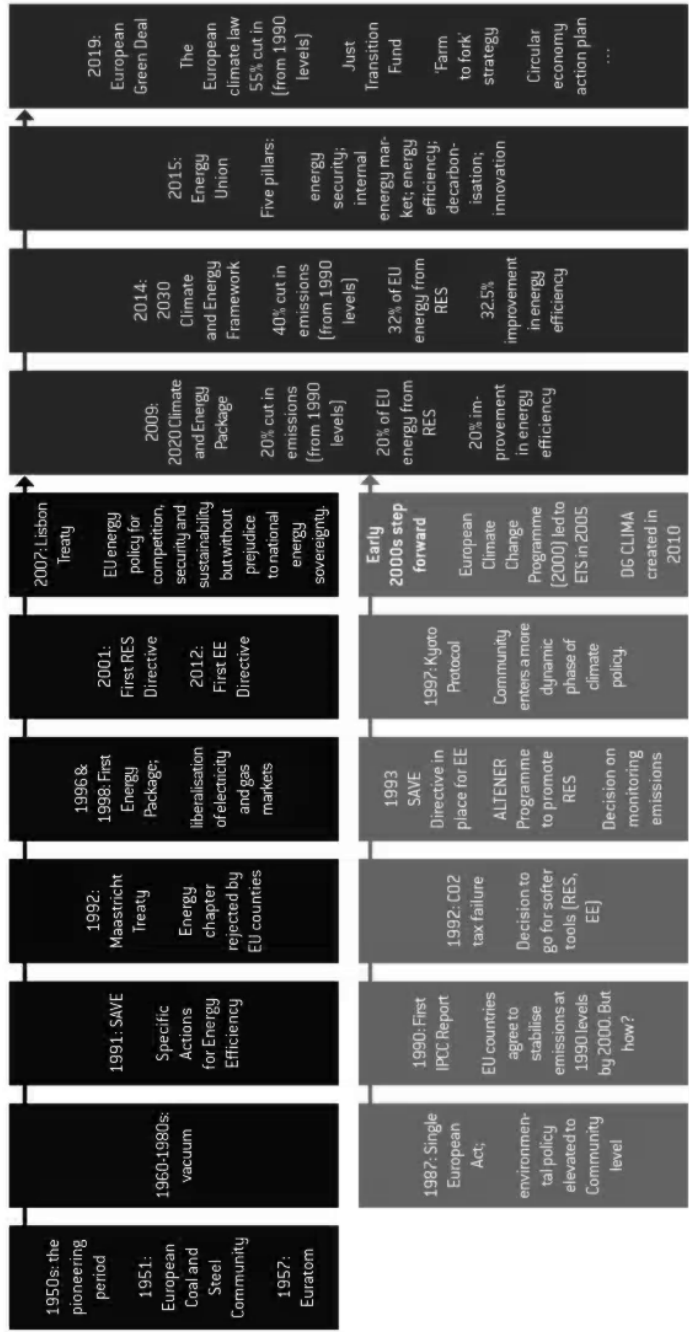 1950s: the
pioneering
period
1951:
European
Coal and
Steel
Community
1957:
Euratom
1960-1980s:
vacuum
1991: SAVE
Specific
Actions
for Energy
Efficiency
1992:
Maastricht
Treaty
Energy
chapter
rejected by
EU counties
1996 &
1998: First
Energy
Package;
liberalisation
of electricity
and gas
markets
2001:
First RES
Directive
2012:
First EE
Directive
2007: Lisbon
Treaty
EU energy
policy for
competition,
security and
sustainability
but without
prejudice
to national
energy
sovereignty.
1987: Single
European
Act;
environmen-
tal policy
elevated to
Community
level
1990: First
IPCC Report
EU countries
agree to
stabilise
emissions at
1990 levels
by 2000. But
how?
1992: CO2
tax failure
Decision to
go for softer
tools (RES,
EE)
1993
SAVE
Directive in
place for EE
ALTENER
Programme
to promote
RES
Decision on
monitoring
emissions
1997: Kyoto
Protocol
Community
enters a more
dynamic
phase of
climate
policy.
Early
2000s step
forward
European
Climate
Change
Programme
(2000) led to
ETS in 2005
DG CLIMA
created in
2010
2009:
2020 Climate
and Energy
Package
20% cut in
emissions
(from 1990
levels)
20% of EU
energy from
RES
20% im-
provement
in energy
efficiency
2014:
2030
Climate
and Energy
Framework
40% cut in
emissions
(from 1990
levels)
32% of EU
energy from
RES
32.5%
improvement
in energy
efficiency
2015:
Energy
Union
Five pillars:
energy
security;
internal
energy mar-
ket; energy
efficiency;
decarbon-
isation;
innovation
2019:
European
Green Deal
The
European
climate law
55% cut in
(from 1990
levels)
Just
Transition
Fund
'Farm
to fork'
strategy
Circular
economy
action plan
...